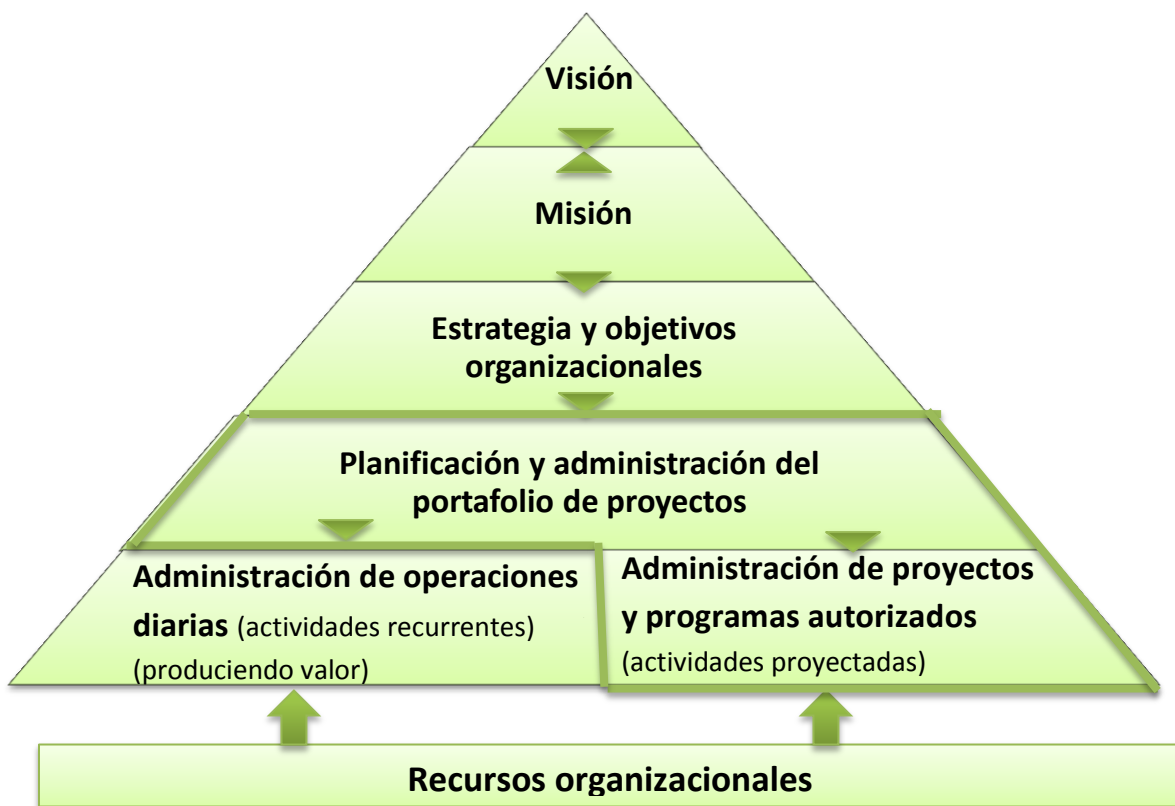 Visión
Misión
Estrategia y objetivos
organizacionales
Planificación y administración del
portafolio de proyectos
Administración de operaciones
diarias (actividades recurrentes)
(produciendo valor)
Administración de proyectos
y programas autorizados
(actividades proyectadas)
Recursos organizacionales